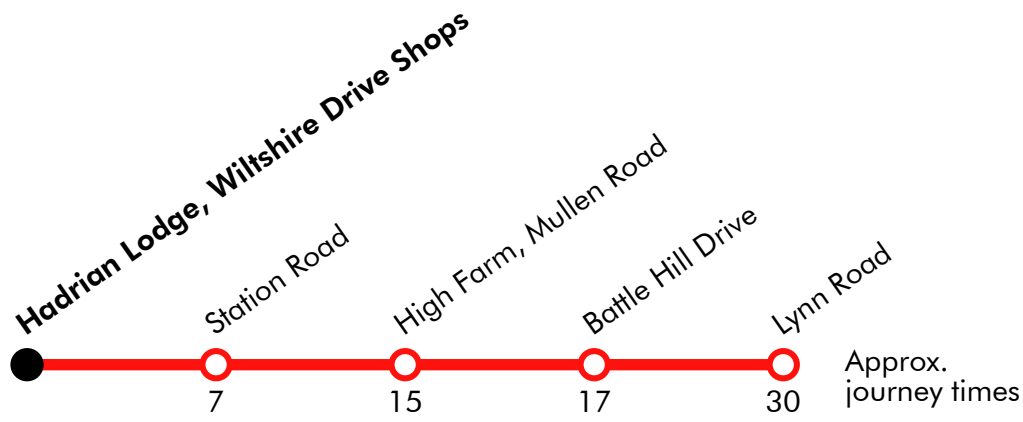 Hadrian Lodge, Wiltshire Drive Shops
Station Road
High Farm, Mullen Road
Battle Hill Drive
Lynn Road
7
15
17
30
Approx.
journey times